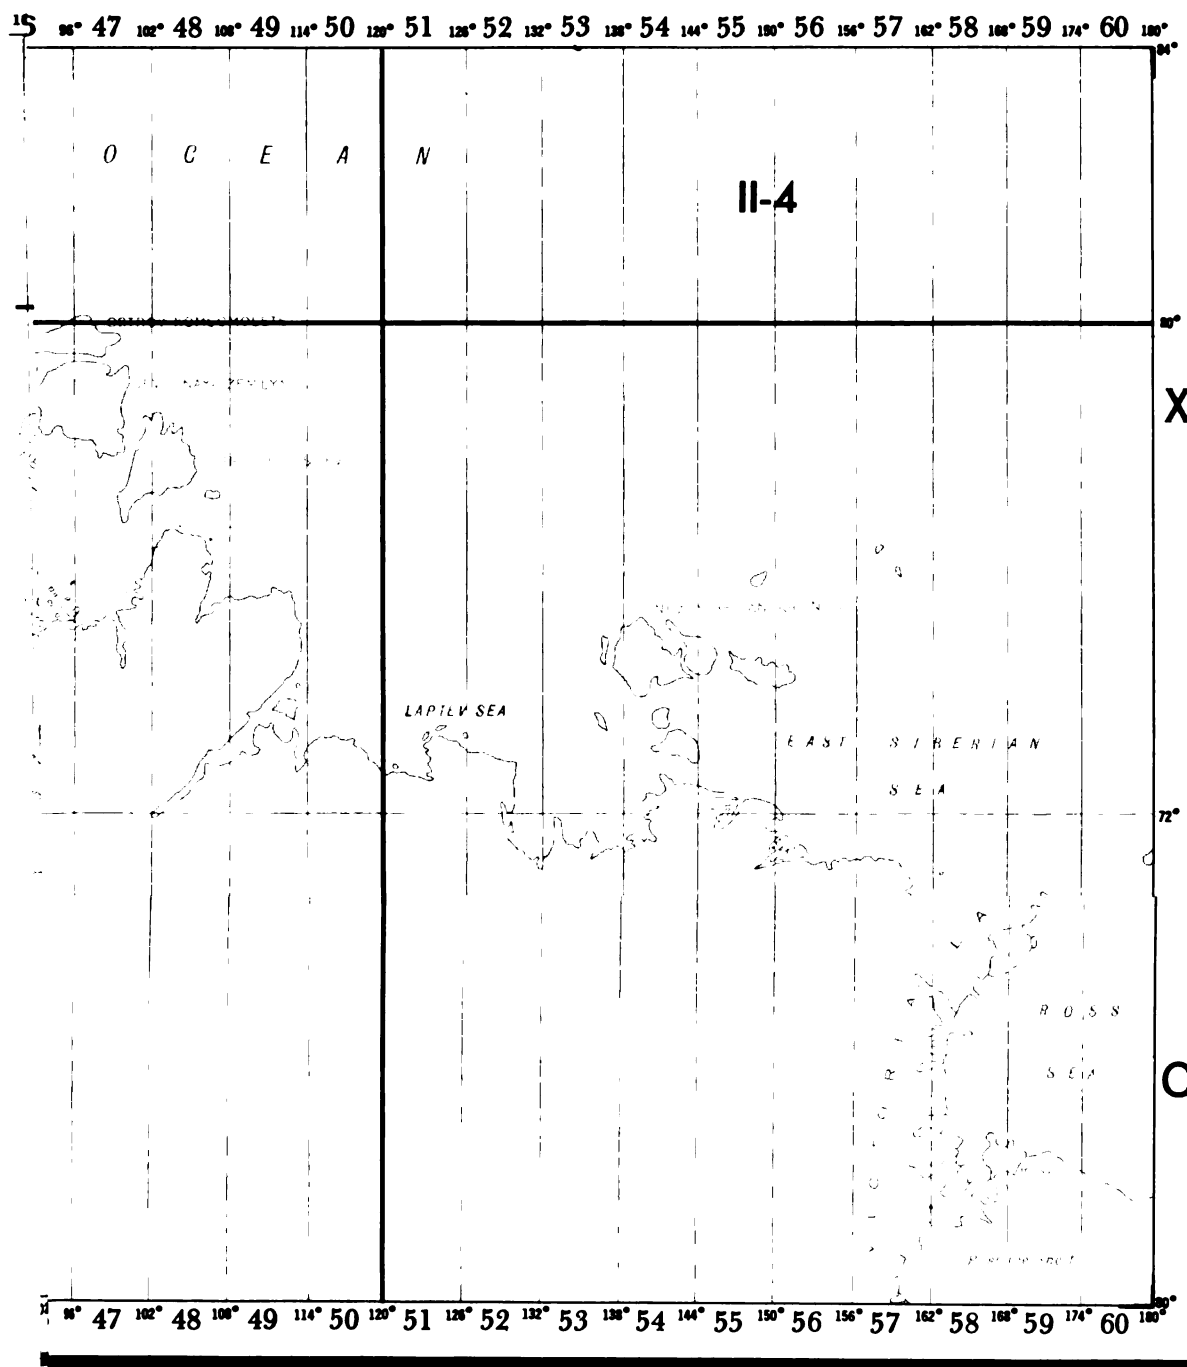 96° 47 102° 48 108° 49 114° 50 120° 51 126° 52 132° 53 138° 54 144° 55 150° 56 156° 57 162° 58 168° 59 174° 60 180°
84°
O C E A N
II-4
80°
X
LAPTEV SEA
EAST SIBERIAN
SEA
72°
ROSS
SEA
VICTORIA
LA
80°
96° 47 102° 48 108° 49 114° 50 120° 51 126° 52 132° 53 138° 54 144° 55 150° 56 156° 57 162° 58 168° 59 174° 60 180°